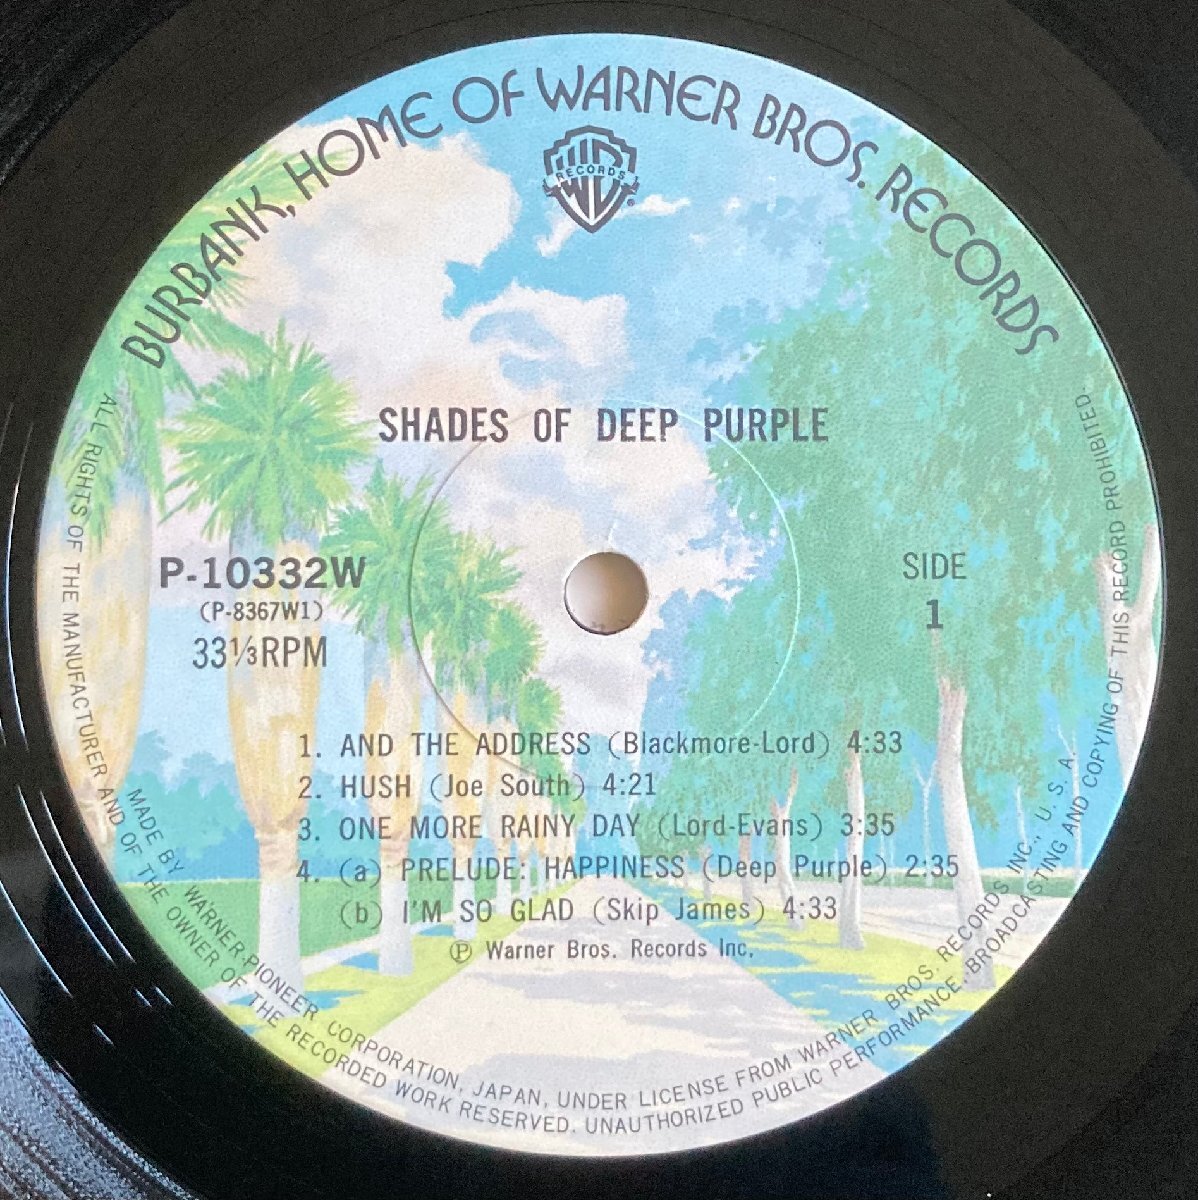 BURBANK, HOME OF WARNER BROS. RECORDS
RECORDS
®
SHADES OF DEEP PURPLE
P-10332W
(P-8367W1)
33⅓RPM
SIDE
1
1. AND THE ADDRESS (Blackmore-Lord) 4:33
2. HUSH (Joe South) 4:21
3. ONE MORE RAINY DAY (Lord-Evans) 3:35
4. (a) PRELUDE: HAPPINESS (Deep Purple) 2:35
(b) I'M SO GLAD (Skip James) 4:33
Ⓟ Warner Bros. Records Inc.
MADE BY WARNER-PIONEER CORPORATION, JAPAN, UNDER LICENSE FROM WARNER BROS. RECORDS INC., U. S. A.
ALL RIGHTS OF THE MANUFACTURER AND OF THE OWNER OF THE RECORDED WORK RESERVED. UNAUTHORIZED PUBLIC PERFORMANCE, BROADCASTING AND COPYING OF THIS RECORD PROHIBITED